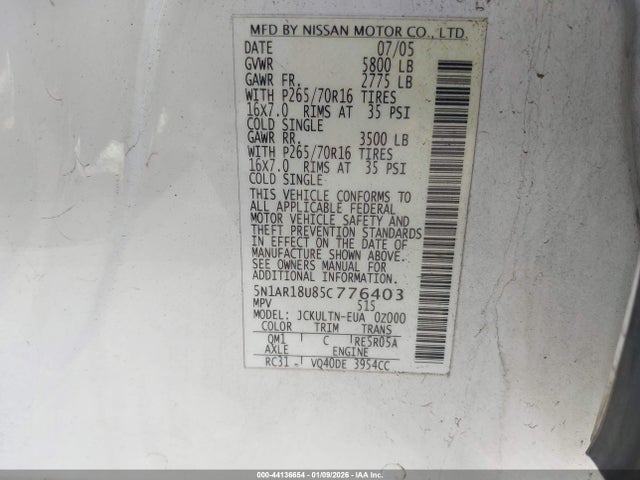 MFD BY NISSAN MOTOR CO., LTD.
DATE 07/05
GVWR 5800 LB
GAWR FR. 2775 LB
WITH P265/70R16 TIRES
16X7.0 RIMS AT 35 PSI
COLD SINGLE
GAWR RR. 3500 LB
WITH P265/70R16 TIRES
16X7.0 RIMS AT 35 PSI
COLD SINGLE
THIS VEHICLE CONFORMS TO
ALL APPLICABLE FEDERAL
MOTOR VEHICLE SAFETY AND
THEFT PREVENTION STANDARDS
IN EFFECT ON THE DATE OF
MANUFACTURE SHOWN ABOVE.
SEE OWNERS MANUAL FOR
ADDITIONAL INFORMATION.
5N1AR18U85C776403
MPV 515
MODEL: JCKULTN-EUA 0Z000
COLOR TRIM TRANS
QM1 C RE5R05A
AXLE ENGINE
RC31 - VQ40DE 3954CC
000-44136654 | 01/09/2026 - IAA Inc. Copyright